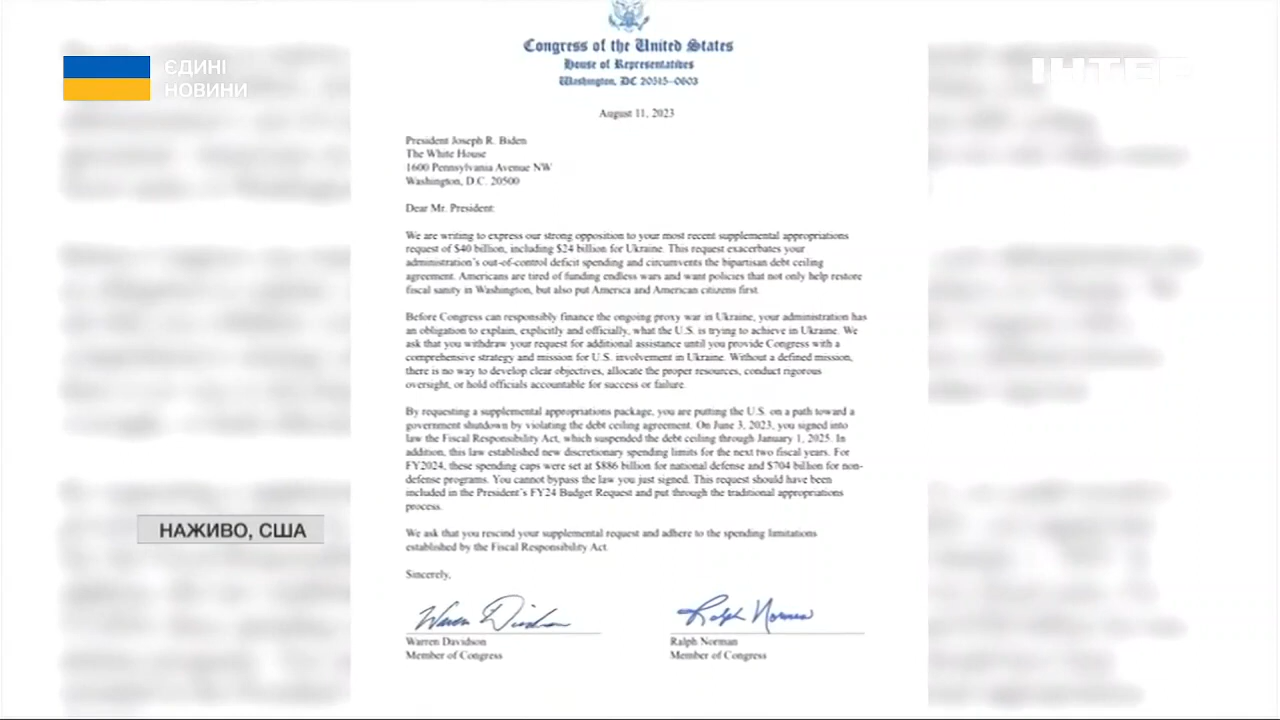 ЄДИНІ
НОВИНИ
ІНТЕР
Congress of the United States
House of Representatives
Washington, DC 20515–0603
August 11, 2023
President Joseph R. Biden
The White House
1600 Pennsylvania Avenue NW
Washington, D.C. 20500
Dear Mr. President:
We are writing to express our strong opposition to your most recent supplemental appropriations
request of $40 billion, including $24 billion for Ukraine. This request exacerbates your
administration's out-of-control deficit spending and circumvents the bipartisan debt ceiling
agreement. Americans are tired of funding endless wars and want policies that not only help restore
fiscal sanity in Washington, but also put America and American citizens first.
Before Congress can responsibly finance the ongoing proxy war in Ukraine, your administration has
an obligation to explain, explicitly and officially, what the U.S. is trying to achieve in Ukraine. We
ask that you withdraw your request for additional assistance until you provide Congress with a
comprehensive strategy and mission for U.S. involvement in Ukraine. Without a defined mission,
there is no way to develop clear objectives, allocate the proper resources, conduct rigorous
oversight, or hold officials accountable for success or failure.
By requesting a supplemental appropriations package, you are putting the U.S. on a path toward a
government shutdown by violating the debt ceiling agreement. On June 3, 2023, you signed into
law the Fiscal Responsibility Act, which suspended the debt ceiling through January 1, 2025. In
addition, this law established new discretionary spending limits for the next two fiscal years. For
FY2024, these spending caps were set at $886 billion for national defense and $704 billion for non-
defense programs. You cannot bypass the law you just signed. This request should have been
included in the President's FY24 Budget Request and put through the traditional appropriations
process.
We ask that you rescind your supplemental request and adhere to the spending limitations
established by the Fiscal Responsibility Act.
Sincerely,
Warren Davidson
Ralph Norman
Warren Davidson
Member of Congress
Ralph Norman
Member of Congress
НАЖИВО, США